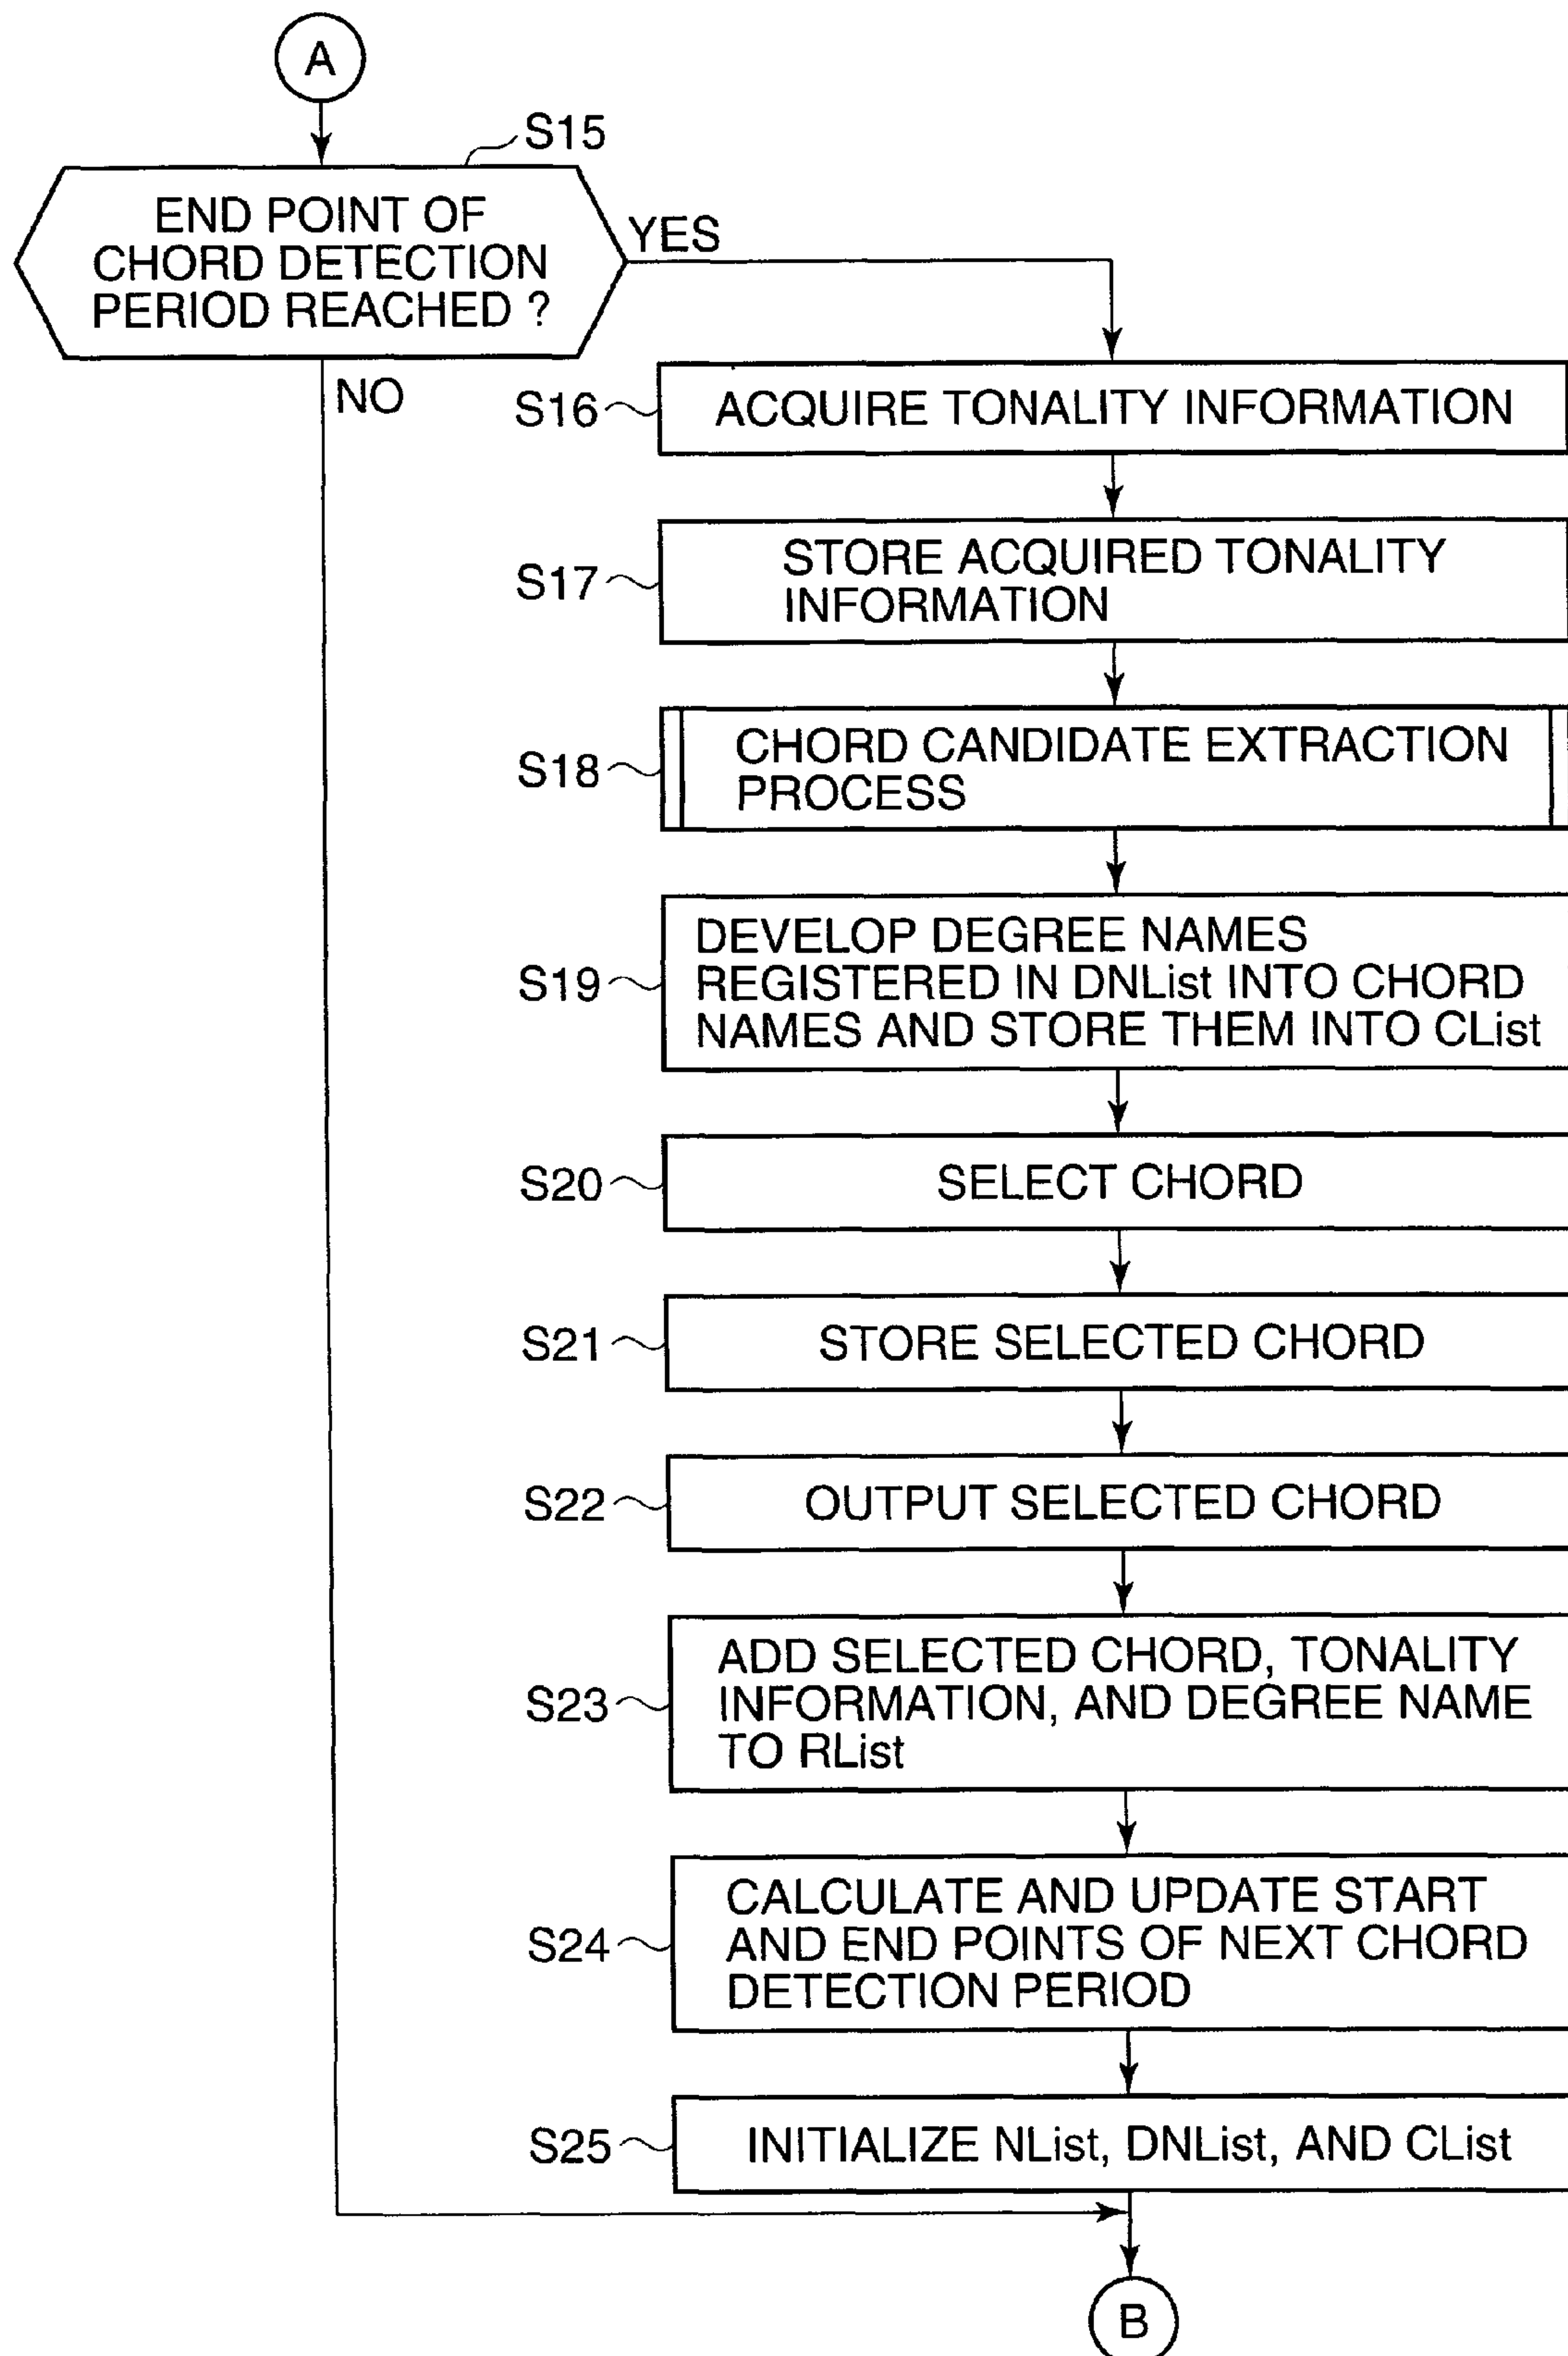 A
S15
END POINT OF
CHORD DETECTION
PERIOD REACHED ?
YES
NO
S16
ACQUIRE TONALITY INFORMATION
S17
STORE ACQUIRED TONALITY
INFORMATION
S18
CHORD CANDIDATE EXTRACTION
PROCESS
S19
DEVELOP DEGREE NAMES
REGISTERED IN DNList INTO CHORD
NAMES AND STORE THEM INTO CList
S20
SELECT CHORD
S21
STORE SELECTED CHORD
S22
OUTPUT SELECTED CHORD
S23
ADD SELECTED CHORD, TONALITY
INFORMATION, AND DEGREE NAME
TO RList
S24
CALCULATE AND UPDATE START
AND END POINTS OF NEXT CHORD
DETECTION PERIOD
S25
INITIALIZE NList, DNList, AND CList
B